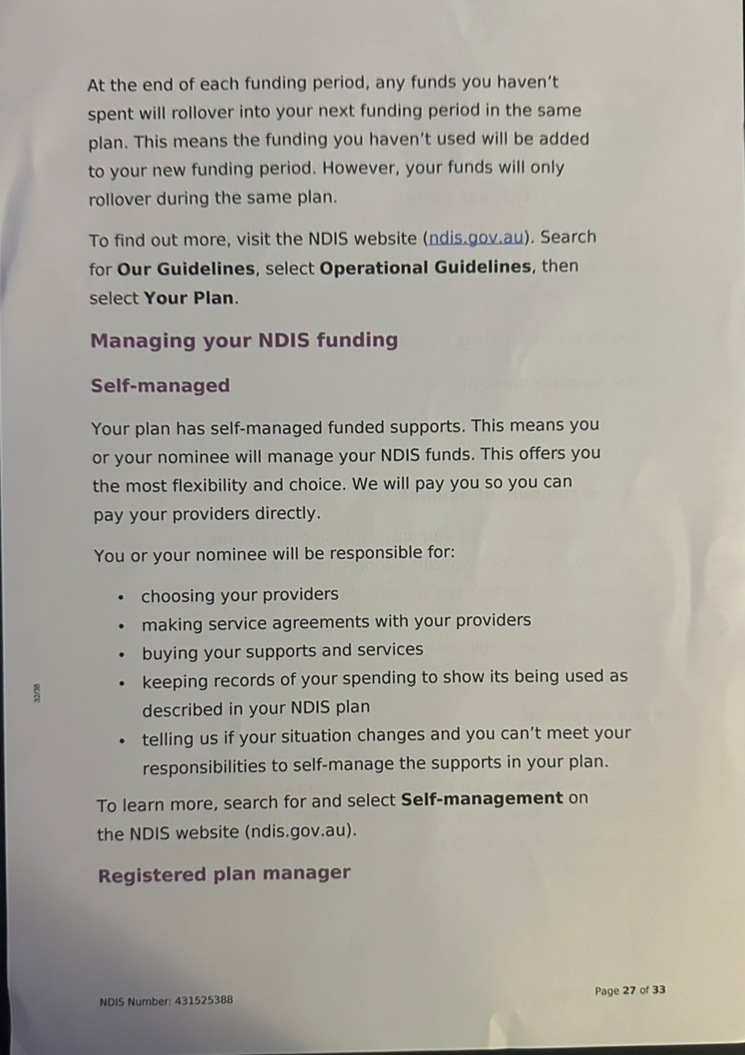 At the end of each funding period, any funds you haven’t
spent will rollover into your next funding period in the same
plan. This means the funding you haven’t used will be added
to your new funding period. However, your funds will only
rollover during the same plan.
To find out more, visit the NDIS website (ndis.gov.au). Search
for Our Guidelines, select Operational Guidelines, then
select Your Plan.
Managing your NDIS funding
Self-managed
Your plan has self-managed funded supports. This means you
or your nominee will manage your NDIS funds. This offers you
the most flexibility and choice. We will pay you so you can
pay your providers directly.
You or your nominee will be responsible for:
• choosing your providers
• making service agreements with your providers
• buying your supports and services
• keeping records of your spending to show its being used as
described in your NDIS plan
• telling us if your situation changes and you can’t meet your
responsibilities to self-manage the supports in your plan.
To learn more, search for and select Self-management on
the NDIS website (ndis.gov.au).
Registered plan manager
32/38
NDIS Number: 431525388
Page 27 of 33